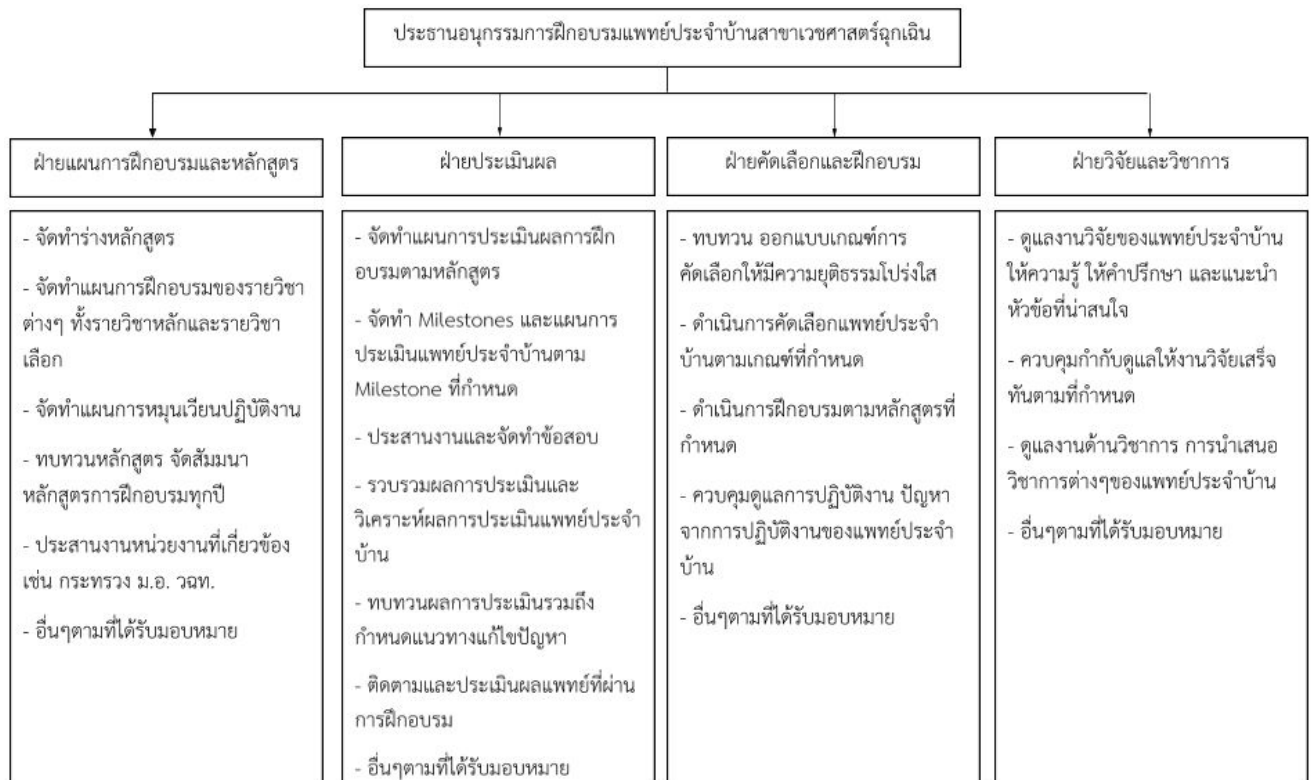 ประธานอนุกรรมการฝึกอบรมแพทย์ประจำบ้านสาขาเวชศาสตร์ฉุกเฉิน
ฝ่ายแผนการฝึกอบรมและหลักสูตร
- จัดทำร่างหลักสูตร
- จัดทำแผนการฝึกอบรมของรายวิชา
ต่างๆ ทั้งรายวิชาหลักและรายวิชา
เลือก
- จัดทำแผนการหมุนเวียนปฏิบัติงาน
- ทบทวนหลักสูตร จัดสัมมนา
หลักสูตรการฝึกอบรมทุกปี
- ประสานงานหน่วยงานที่เกี่ยวข้อง
เช่น กระทรวง ม.อ. วฉท.
- อื่นๆตามที่ได้รับมอบหมาย
ฝ่ายประเมินผล
- จัดทำแผนการประเมินผลการฝึก
อบรมตามหลักสูตร
- จัดทำ Milestones และแผนการ
ประเมินแพทย์ประจำบ้านตาม
Milestone ที่กำหนด
- ประสานงานและจัดทำข้อสอบ
- รวบรวมผลการประเมินและ
วิเคราะห์ผลการประเมินแพทย์ประจำ
บ้าน
- ทบทวนผลการประเมินรวมถึง
กำหนดแนวทางแก้ไขปัญหา
- ติดตามและประเมินผลแพทย์ที่ผ่าน
การฝึกอบรม
- อื่นๆตามที่ได้รับมอบหมาย
ฝ่ายคัดเลือกและฝึกอบรม
- ทบทวน ออกแบบเกณฑ์การ
คัดเลือกให้มีความยุติธรรมโปร่งใส
- ดำเนินการคัดเลือกแพทย์ประจำ
บ้านตามเกณฑ์ที่กำหนด
- ดำเนินการฝึกอบรมตามหลักสูตรที่
กำหนด
- ควบคุมดูแลการปฏิบัติงาน ปัญหา
จากการปฏิบัติงานของแพทย์ประจำ
บ้าน
- อื่นๆตามที่ได้รับมอบหมาย
ฝ่ายวิจัยและวิชาการ
- ดูแลงานวิจัยของแพทย์ประจำบ้าน
ให้ความรู้ ให้คำปรึกษา และแนะนำ
หัวข้อที่น่าสนใจ
- ควบคุมกำกับดูแลให้งานวิจัยเสร็จ
ทันตามที่กำหนด
- ดูแลงานด้านวิชาการ การนำเสนอ
วิชาการต่างๆของแพทย์ประจำบ้าน
- อื่นๆตามที่ได้รับมอบหมาย